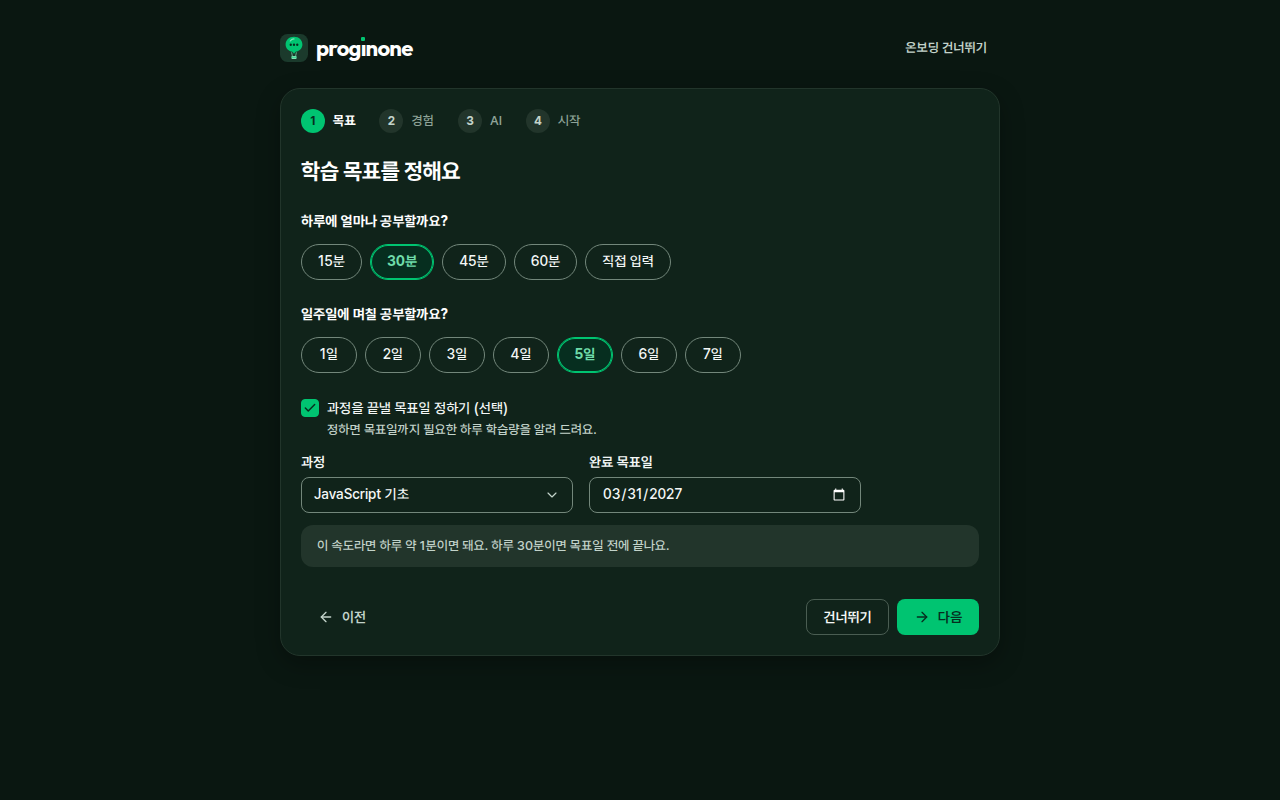 proginone
온보딩 건너뛰기
1 목표 2 경험 3 AI 4 시작
학습 목표를 정해요
하루에 얼마나 공부할까요?
15분 30분 45분 60분 직접 입력
일주일에 며칠 공부할까요?
1일 2일 3일 4일 5일 6일 7일
과정을 끝낼 목표일 정하기 (선택)
정하면 목표일까지 필요한 하루 학습량을 알려 드려요.
과정 완료 목표일
JavaScript 기초 03/31/2027
이 속도라면 하루 약 1분이면 돼요. 하루 30분이면 목표일 전에 끝나요.
이전 건너뛰기 다음